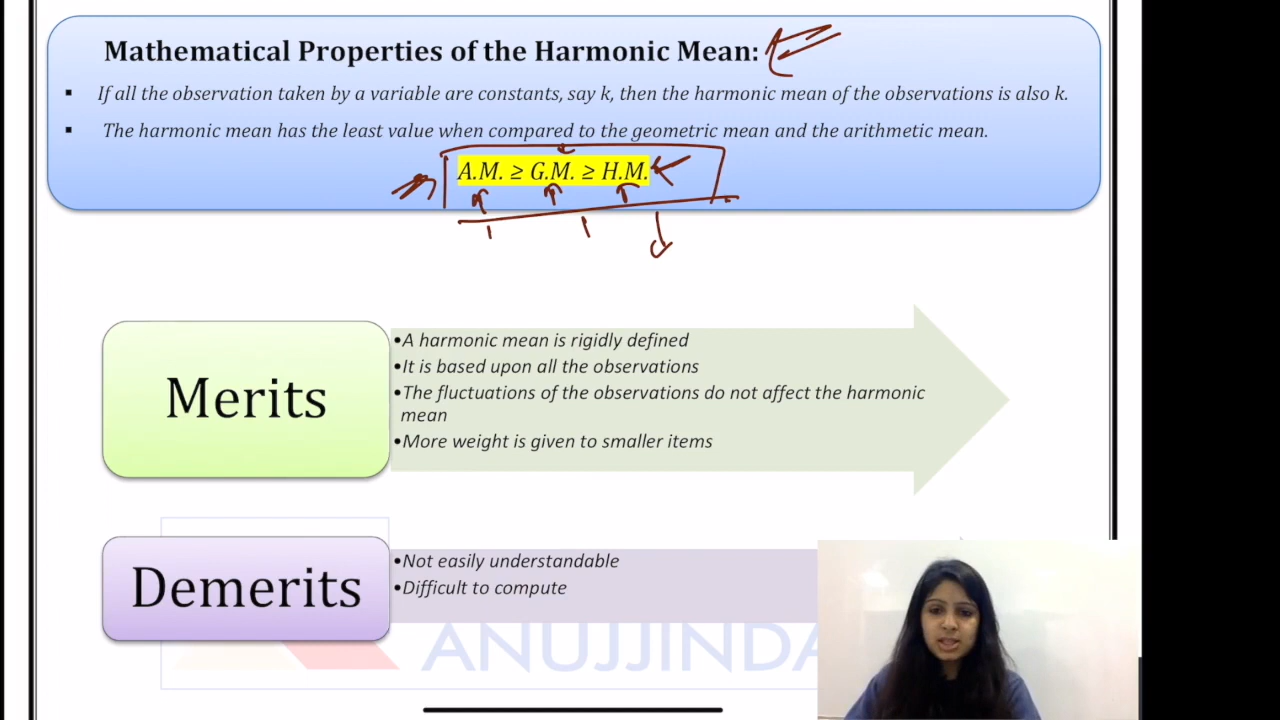 Mathematical Properties of the Harmonic Mean:
▪ If all the observation taken by a variable are constants, say k, then the harmonic mean of the observations is also k.
▪ The harmonic mean has the least value when compared to the geometric mean and the arithmetic mean.
A.M. ≥ G.M. ≥ H.M.
Merits
•A harmonic mean is rigidly defined
•It is based upon all the observations
•The fluctuations of the observations do not affect the harmonic
mean
•More weight is given to smaller items
Demerits
•Not easily understandable
•Difficult to compute
ANUJJINDA